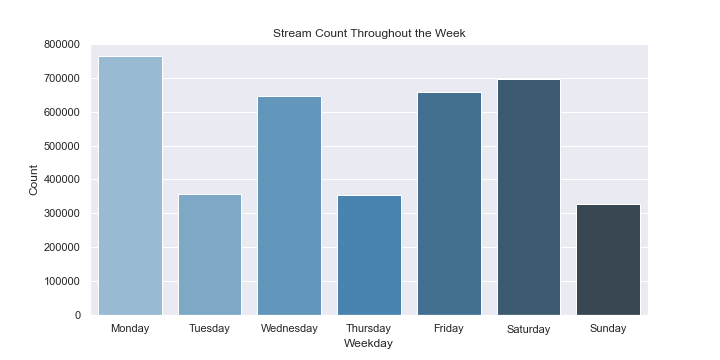 Stream Count Throughout the Week
800000
700000
600000
500000
400000
300000
200000
100000
0
Count
Monday Tuesday Wednesday Thursday Friday Saturday Sunday
Weekday